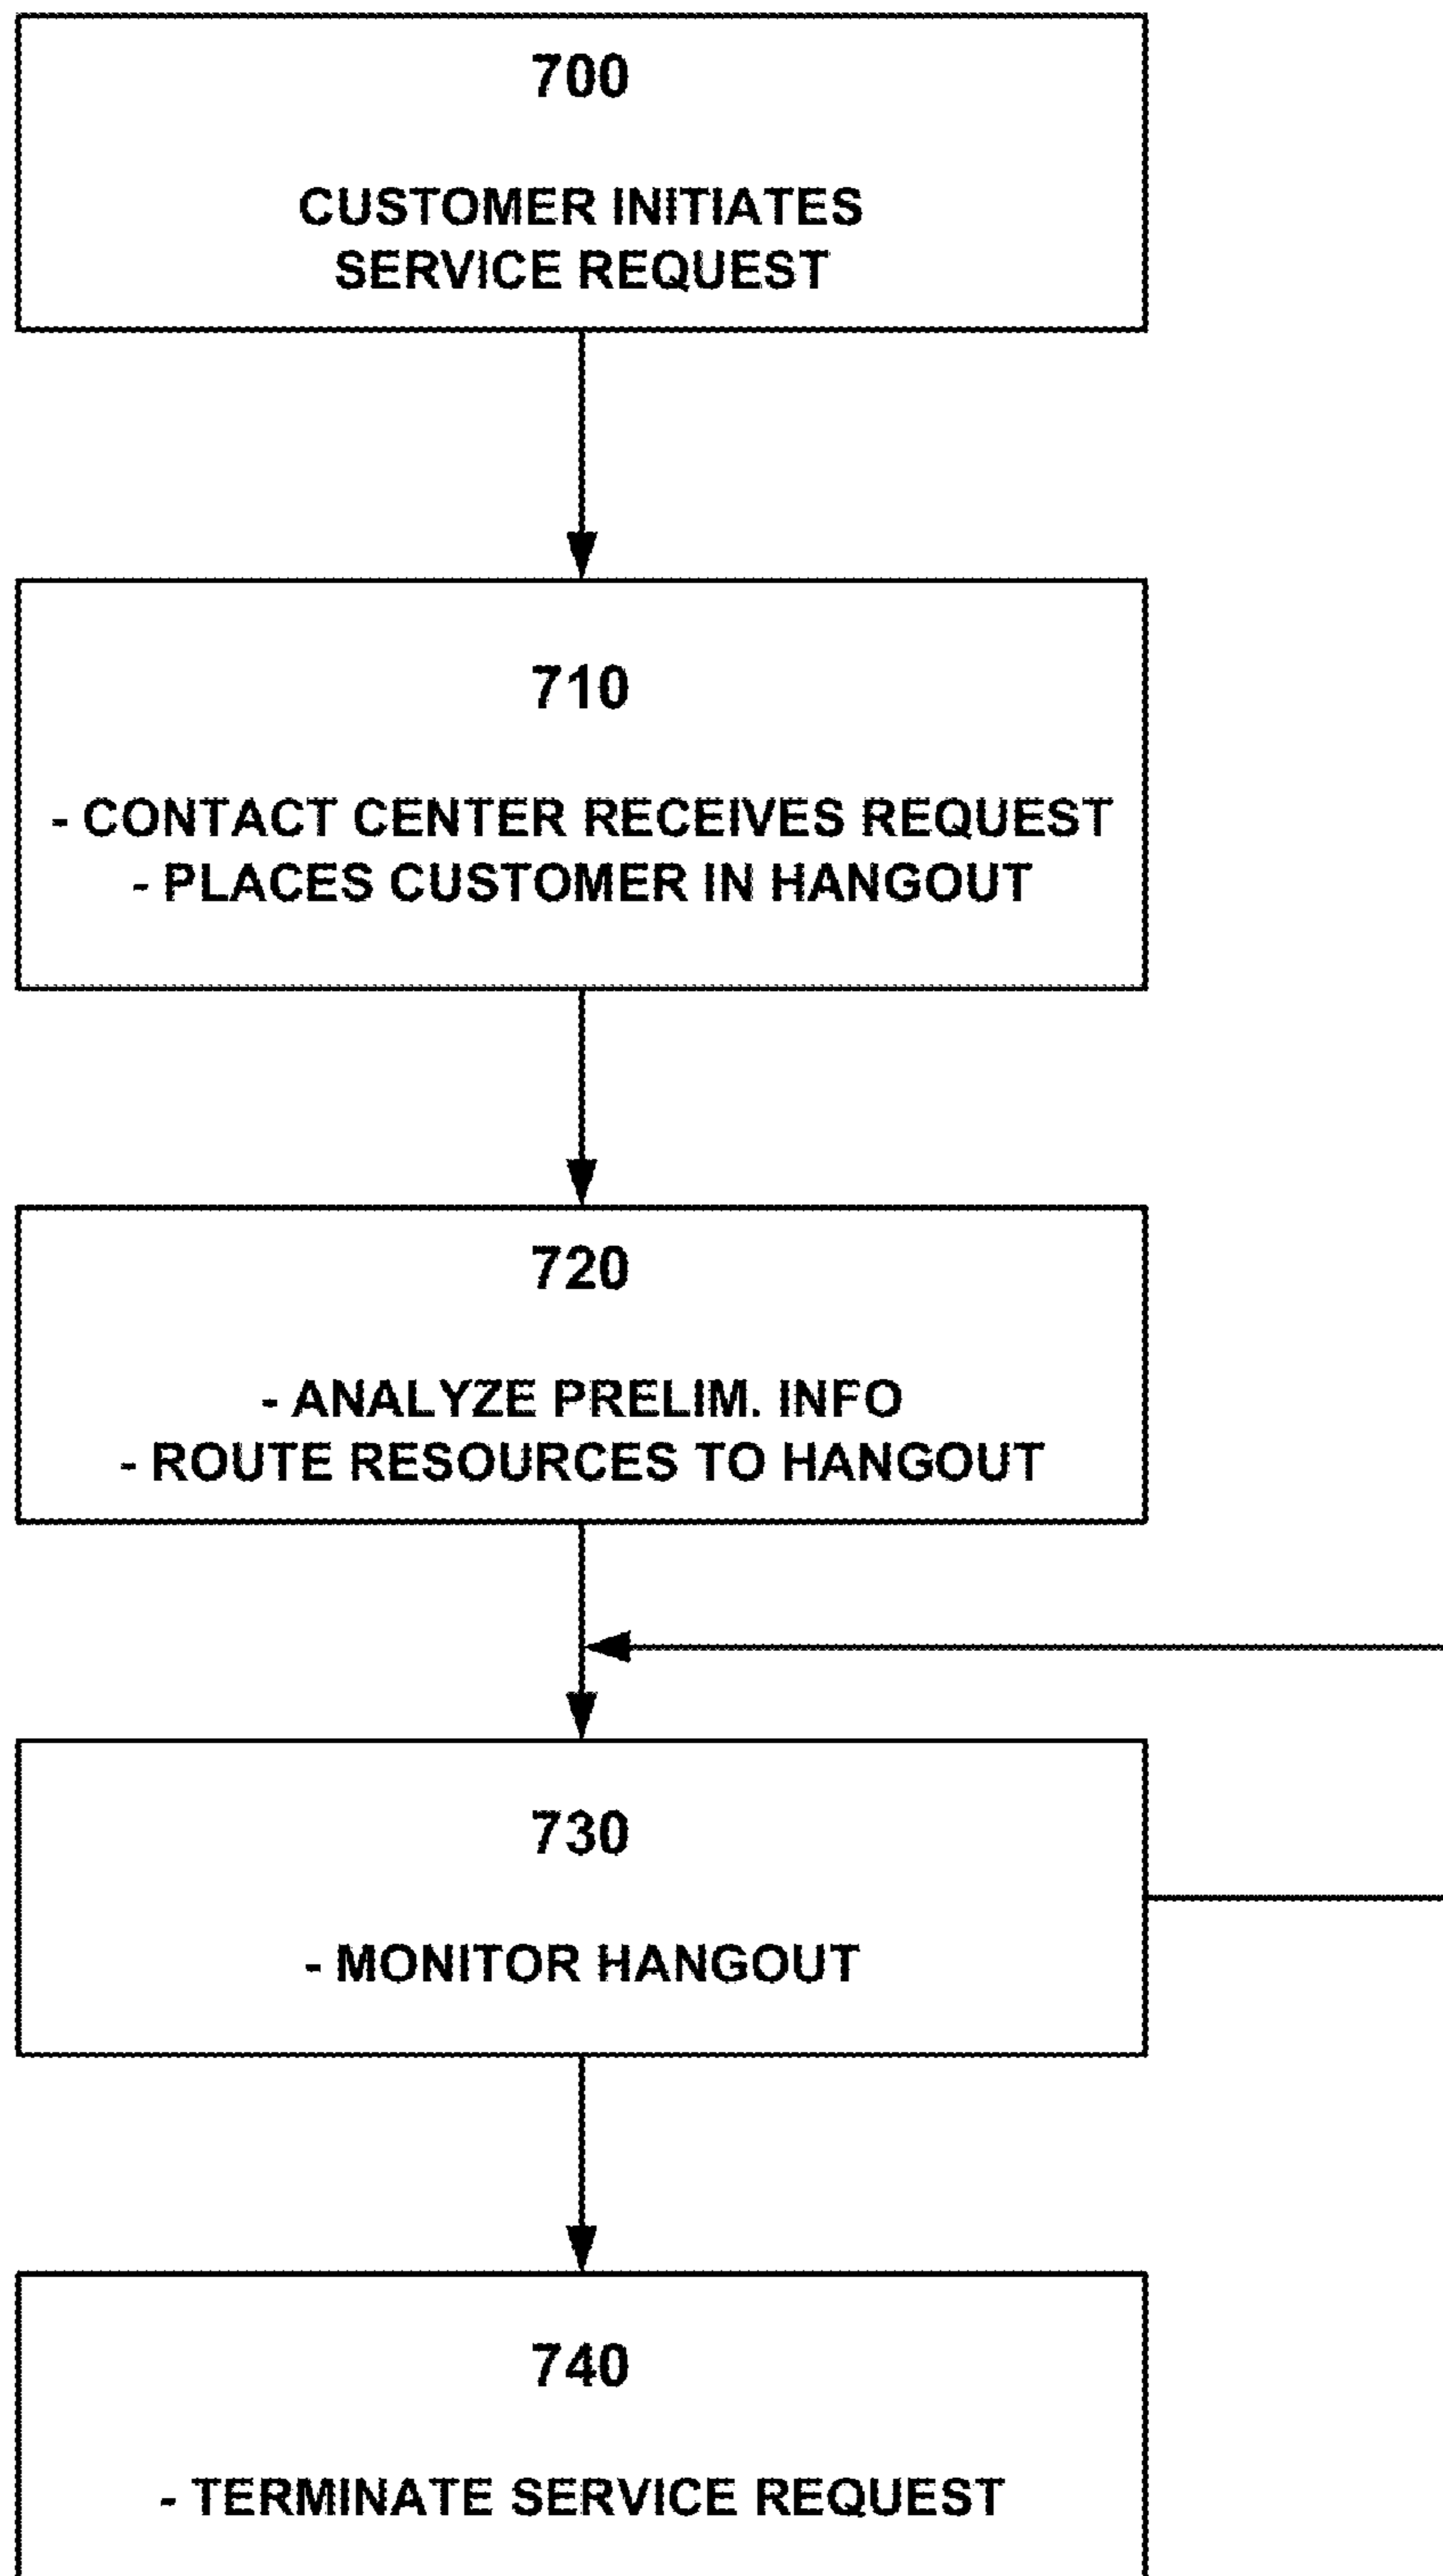 700
CUSTOMER INITIATES
SERVICE REQUEST
710
- CONTACT CENTER RECEIVES REQUEST
- PLACES CUSTOMER IN HANGOUT
720
- ANALYZE PRELIM. INFO
- ROUTE RESOURCES TO HANGOUT
730
- MONITOR HANGOUT
740
- TERMINATE SERVICE REQUEST